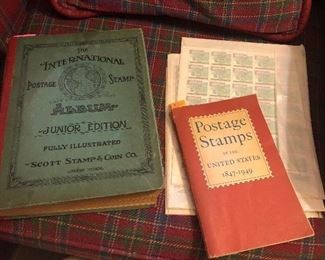 The
"International
Postage Stamp
Album
Junior Edition
Fully Illustrated
Scott Stamp & Coin Co.
Postage
Stamps
OF THE
UNITED STATES
1847-1949